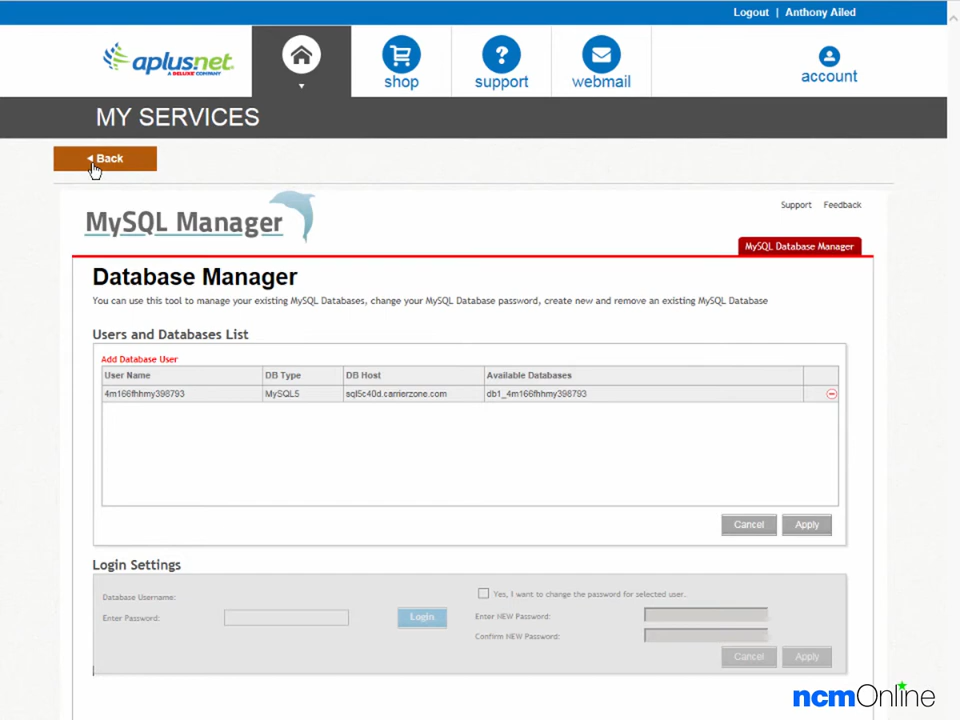 Logout | Anthony Ailed
aplusnet
A DELUXE COMPANY
shop
support
webmail
account
MY SERVICES
Back
MySQL Manager
Support Feedback
MySQL Database Manager
Database Manager
You can use this tool to manage your existing MySQL Databases, change your MySQL Database password, create new and remove an existing MySQL Database
Users and Databases List
Add Database User
User Name DB Type DB Host Available Databases
4m166fhhmy398793 MySQL5 sql5c40d.carrierzone.com db1_4m166fhhmy398793
Cancel Apply
Login Settings
Database Username:
Yes, I want to change the password for selected user.
Enter Password: Login Enter NEW Password:
Confirm NEW Password:
Cancel Apply
ncmOnline